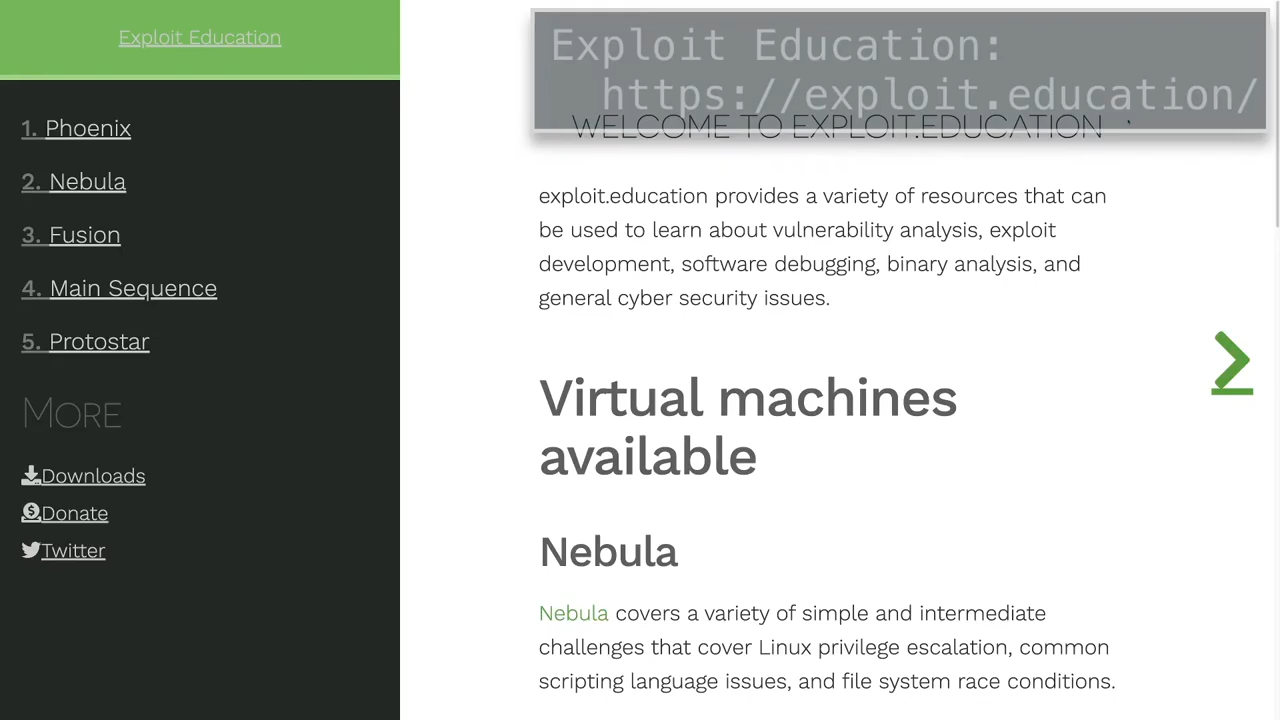 Exploit Education
1. Phoenix
2. Nebula
3. Fusion
4. Main Sequence
5. Protostar
MORE
Downloads
Donate
Twitter
Exploit Education:
https://exploit.education/
WELCOME TO EXPLOIT.EDUCATION
exploit.education provides a variety of resources that can
be used to learn about vulnerability analysis, exploit
development, software debugging, binary analysis, and
general cyber security issues.
Virtual machines
available
Nebula
Nebula covers a variety of simple and intermediate
challenges that cover Linux privilege escalation, common
scripting language issues, and file system race conditions.